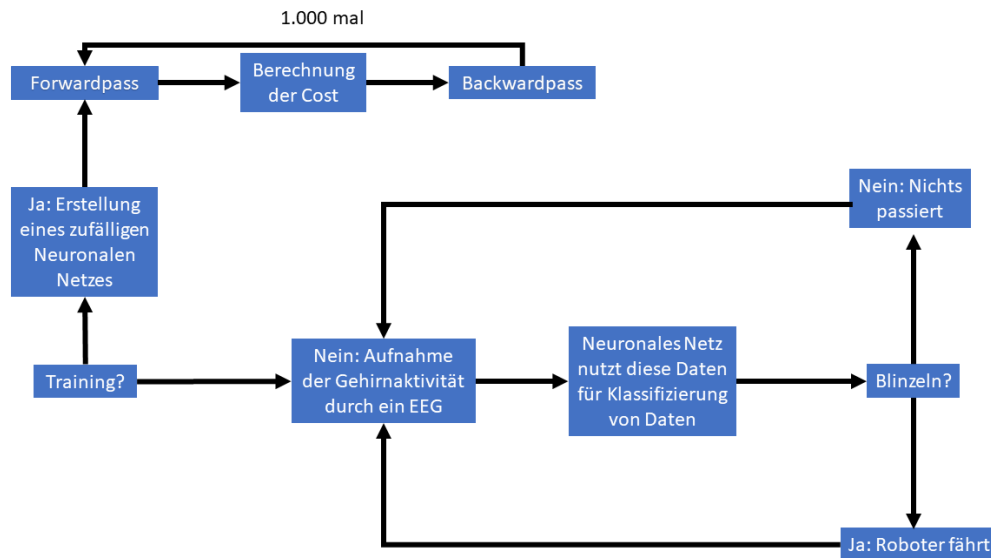 1.000 mal
Forwardpass
Berechnung
der Cost
Backwardpass
Ja: Erstellung
eines zufälligen
Neuronalen
Netzes
Nein: Nichts
passiert
Training?
Nein: Aufnahme
der Gehirnaktivität
durch ein EEG
Neuronales Netz
nutzt diese Daten
für Klassifizierung
von Daten
Blinzeln?
Ja: Roboter fährt